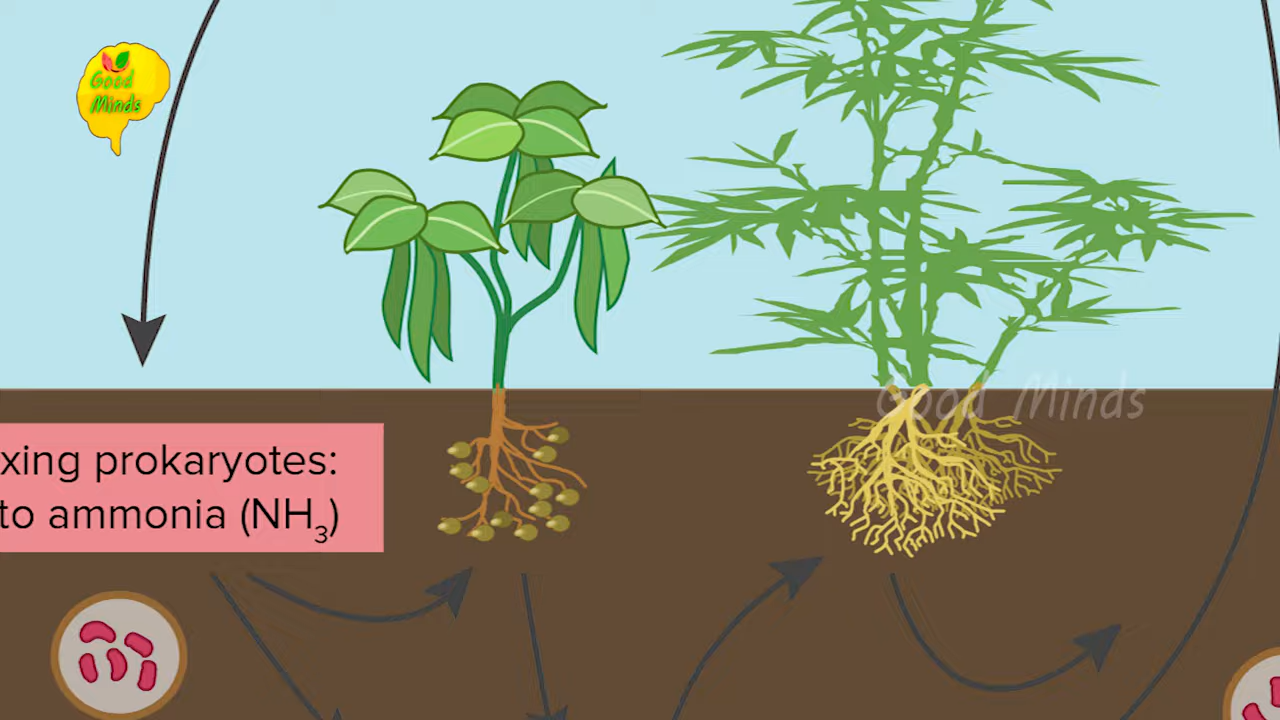 Good
Minds
Good Minds
xing prokaryotes:
to ammonia (NH₃)